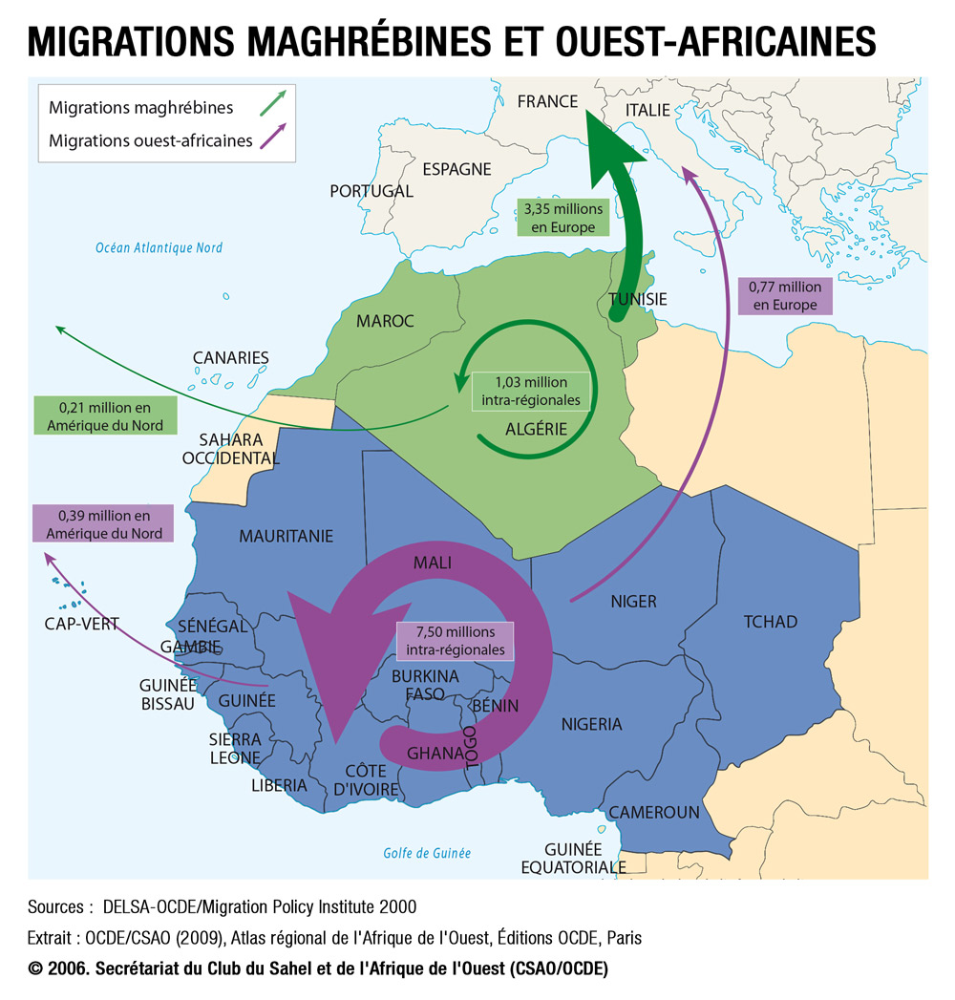 MIGRATIONS MAGHRÉBINES ET OUEST-AFRICAINES
Migrations maghrébines
Migrations ouest-africaines
FRANCE
ITALIE
ESPAGNE
PORTUGAL
3,35 millions
en Europe
Océan Atlantique Nord
0,77 million
en Europe
TUNISIE
MAROC
CANARIES
1,03 million
intra-régionales
ALGÉRIE
0,21 million en
Amérique du Nord
SAHARA
OCCIDENTAL
0,39 million en
Amérique du Nord
MAURITANIE
MALI
NIGER
TCHAD
CAP-VERT
SÉNÉGAL
GAMBIE
7,50 millions
intra-régionales
GUINÉE
BISSAU
GUINÉE
BURKINA
FASO
BÉNIN
NIGERIA
SIERRA
LEONE
GHANA
TOGO
LIBERIA
CÔTE
D'IVOIRE
CAMEROUN
Golfe de Guinée
GUINÉE
EQUATORIALE
Sources : DELSA-OCDE/Migration Policy Institute 2000
Extrait : OCDE/CSAO (2009), Atlas régional de l'Afrique de l'Ouest, Éditions OCDE, Paris
© 2006. Secrétariat du Club du Sahel et de l'Afrique de l'Ouest (CSAO/OCDE)